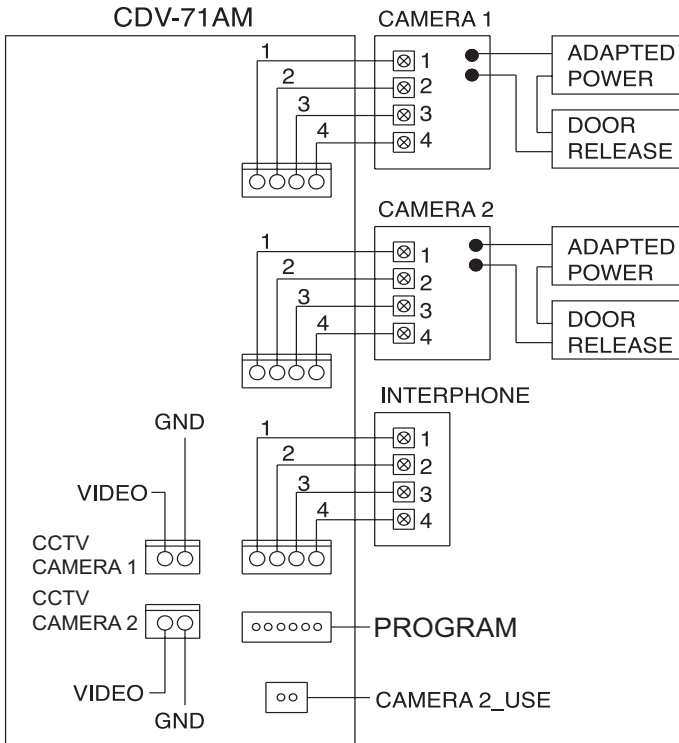 CDV-71AM
CAMERA 1
1
2
3
4
1
2
3
4
ADAPTED
POWER
DOOR
RELEASE
CAMERA 2
1
2
3
4
1
2
3
4
ADAPTED
POWER
DOOR
RELEASE
INTERPHONE
1
2
3
4
1
2
3
4
GND
VIDEO
CCTV
CAMERA 1
CCTV
CAMERA 2
VIDEO
GND
PROGRAM
CAMERA 2_USE